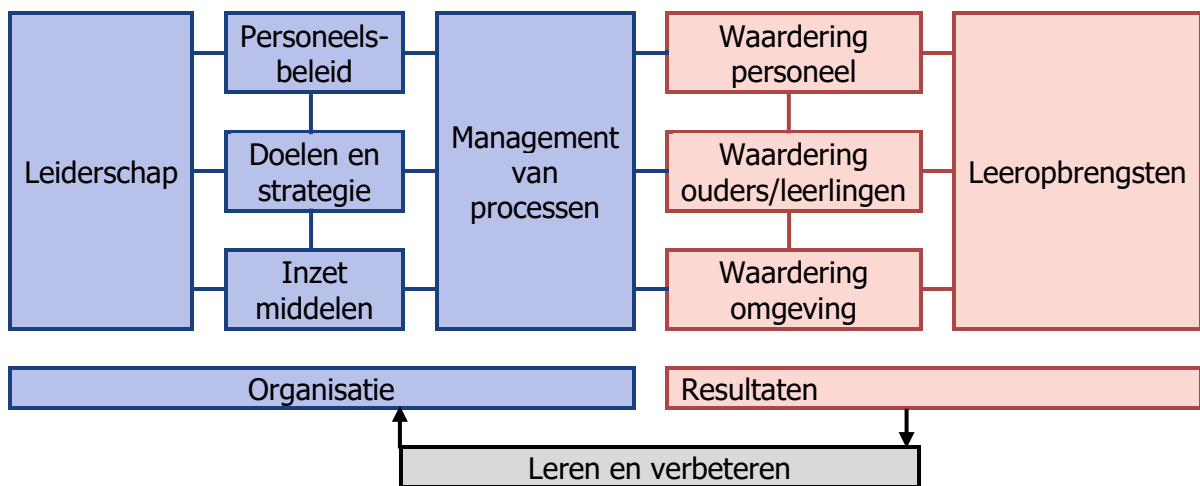 Leiderschap
Personeels-
beleid
Doelen en
strategie
Inzet
middelen
Management
van
processen
Waardering
personeel
Waardering
ouders/leerlingen
Waardering
omgeving
Leeropbrengsten
Organisatie
Resultaten
Leren en verbeteren